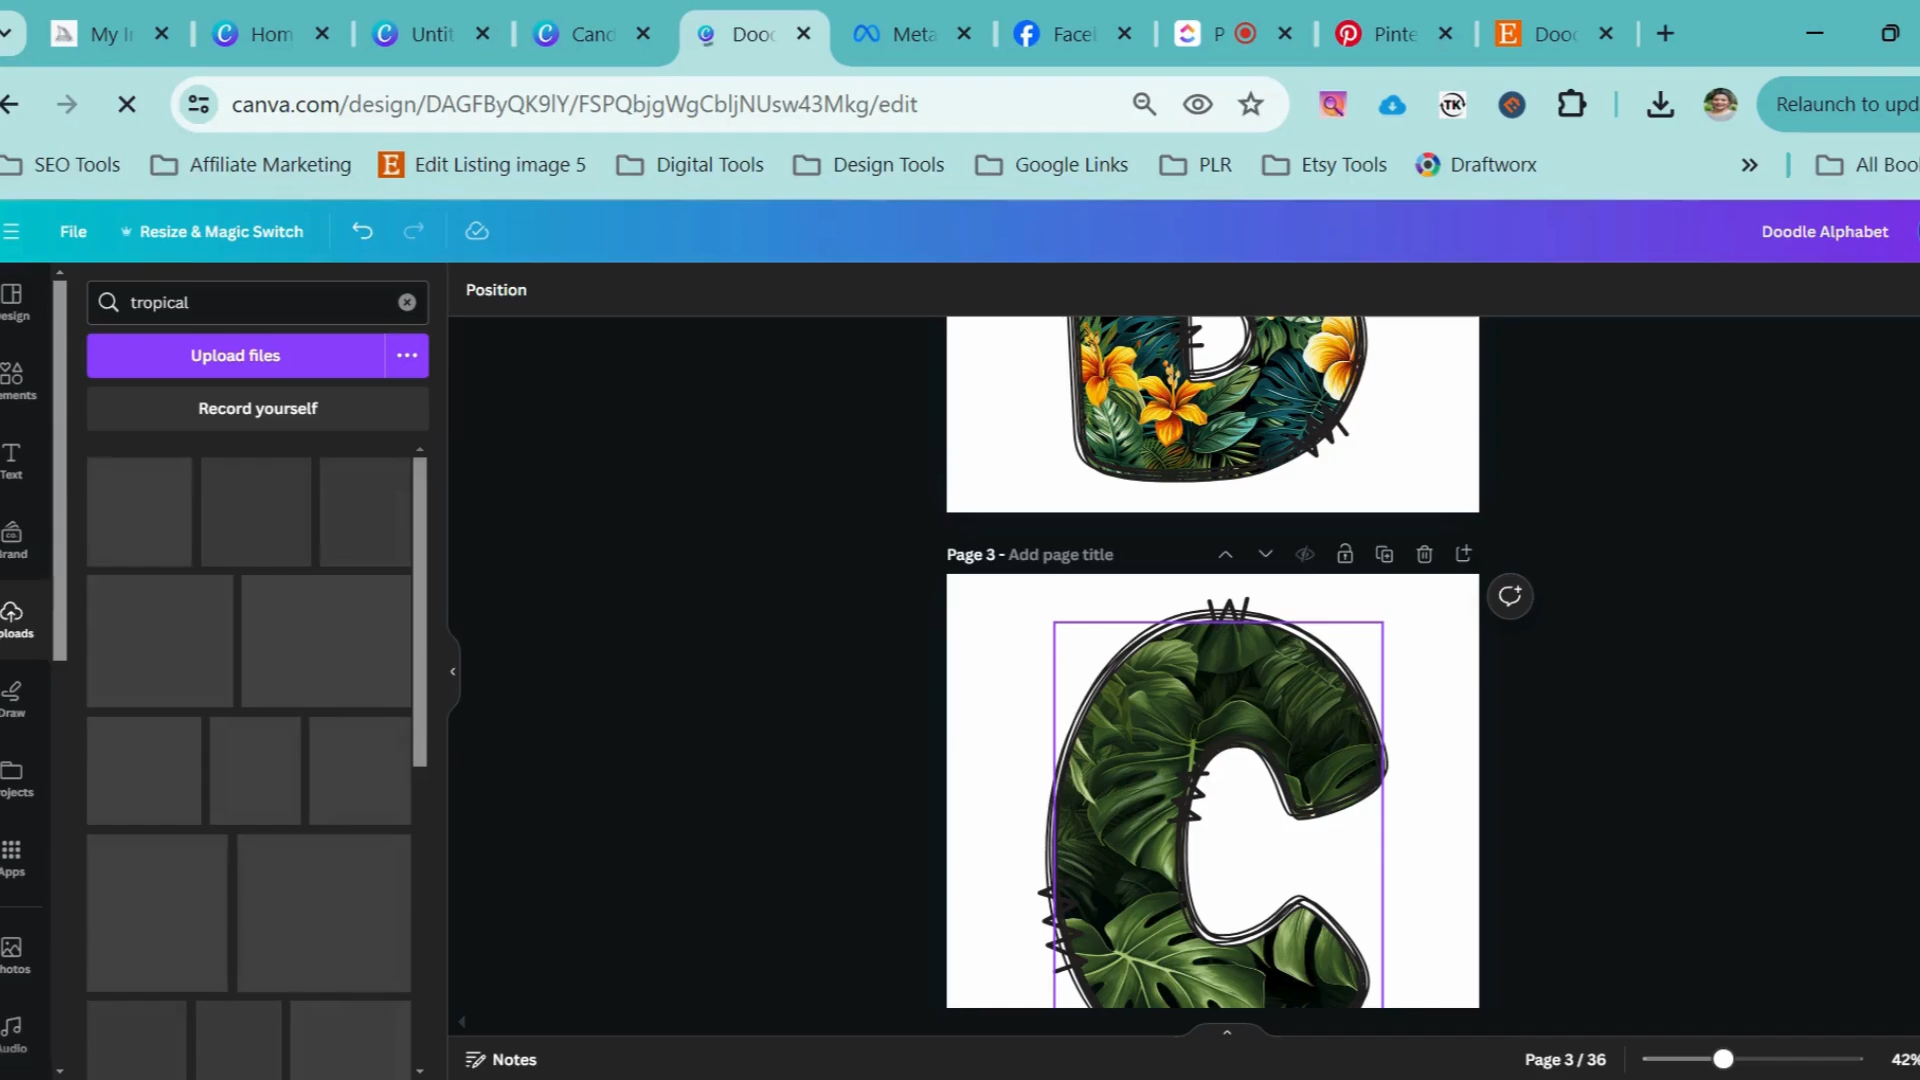 My I
Hom
Untit
Canc
Dooc
Meta
Facel
P
Pinte
Dooc
canva.com/design/DAGFByQK9lY/FSPQbjgWgCbljNUsw43Mkg/edit
Relaunch to upd
SEO Tools
Affiliate Marketing
Edit Listing image 5
Digital Tools
Design Tools
Google Links
PLR
Etsy Tools
Draftworx
All Boo
File
Resize & Magic Switch
Doodle Alphabet
esign
ements
Text
Brand
ploads
Draw
rojects
Apps
hotos
Audio
tropical
Upload files
Record yourself
Position
Page 3 - Add page title
Notes
Page 3 / 36
42%